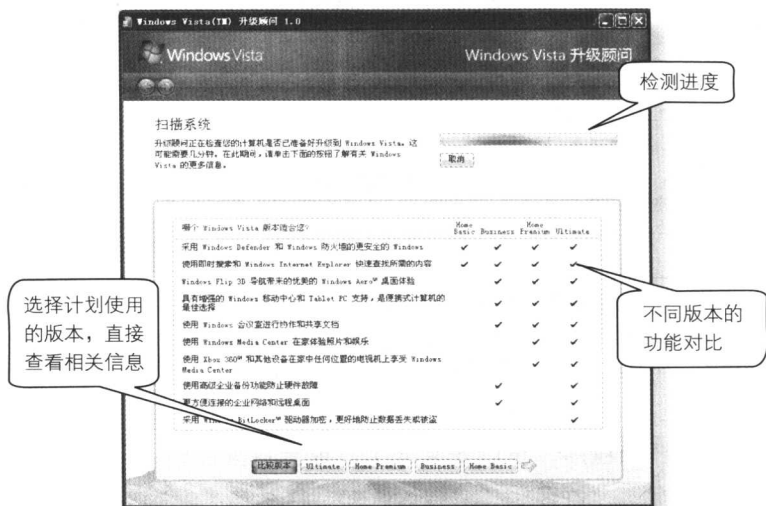 Windows Vista(TM) 升级顾问 1.0
Windows Vista
Windows Vista 升级顾问
检测进度
扫描系统
升级顾问正在检查您的计算机是否已准备好升级到 Windows Vista。这
可能需要几分钟。在此期间,请单击下面的按钮了解有关 Windows
Vista 的更多信息。
取消
哪个 Windows Vista 版本适合您?
Home Basic
Business
Home Premium
Ultimate
采用 Windows Defender 和 Windows 防火墙的更安全的 Windows
使用即时搜索和 Windows Internet Explorer 快速查找所需的内容
Windows Flip 3D 导航带来的优美的 Windows Aero™ 桌面体验
具有增强的 Windows 移动中心和 Tablet PC 支持,是便携式计算机的
最佳选择
使用 Windows 会议室进行协作和共享文档
使用 Windows Media Center 在家体验照片和娱乐
使用 Xbox 360™ 和其他设备在家中任何位置的电视机上享受 Windows
Media Center
使用高级企业备份功能防止硬件故障
更方便连接的企业网络和远程桌面
采用 Windows BitLocker™ 驱动器加密,更好地防止数据丢失或被盗
选择计划使用
的版本,直接
查看相关信息
不同版本的
功能对比
比较版本
Ultimate
Home Premium
Business
Home Basic